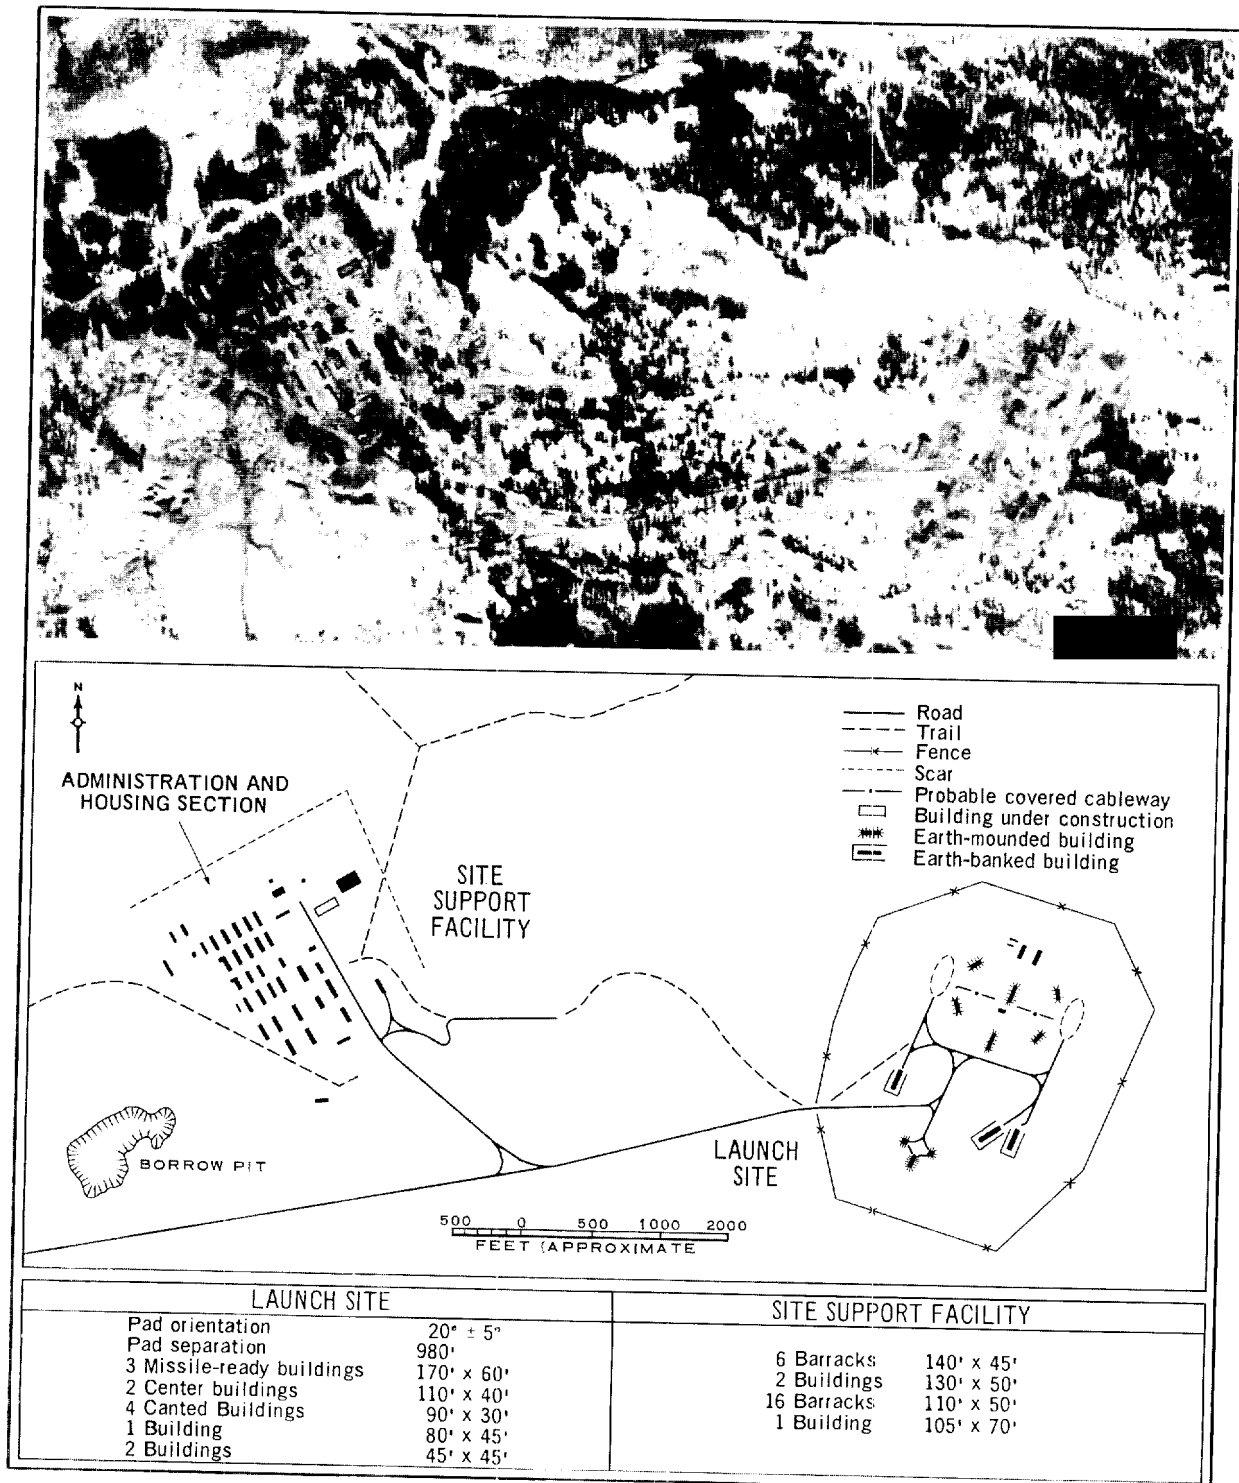 N
ADMINISTRATION AND
HOUSING SECTION
SITE
SUPPORT
FACILITY
Road
Trail
Fence
Scar
Probable covered cableway
Building under construction
Earth-mounded building
Earth-banked building
BORROW PIT
LAUNCH
SITE
500 0 500 1000 2000
FEET (APPROXIMATE
LAUNCH SITE
Pad orientation 20° ± 5°
Pad separation 980'
3 Missile-ready buildings 170' x 60'
2 Center buildings 110' x 40'
4 Canted Buildings 90' x 30'
1 Building 80' x 45'
2 Buildings 45' x 45'
SITE SUPPORT FACILITY
6 Barracks 140' x 45'
2 Buildings 130' x 50'
16 Barracks 110' x 50'
1 Building 105' x 70'